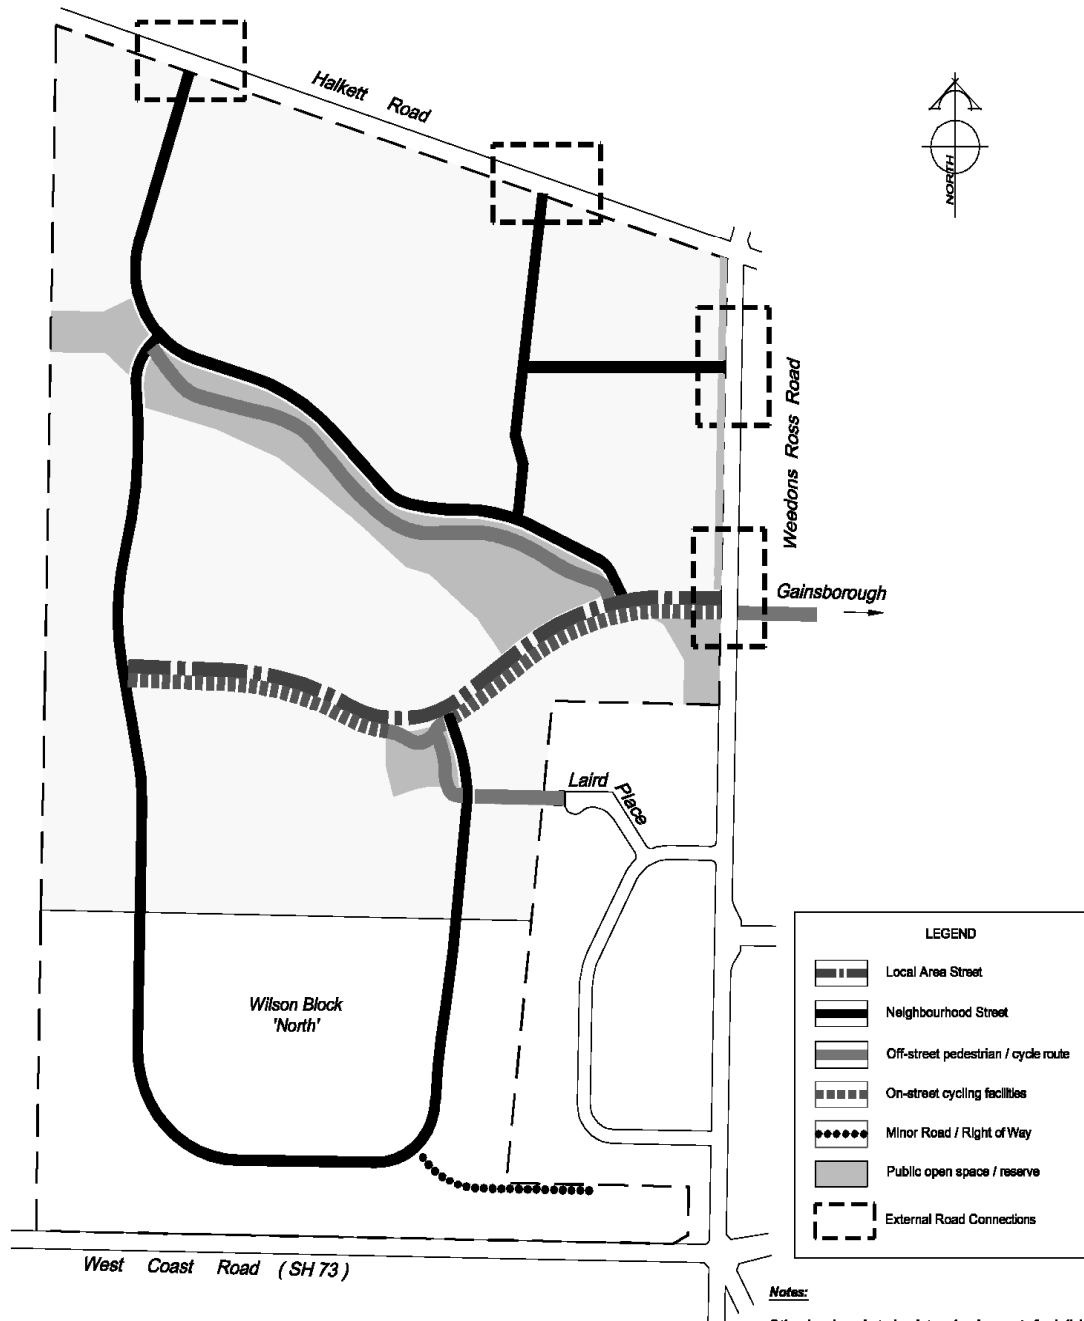 Halkett Road
NORTH
Weedons Ross Road
Gainsborough
Laird Place
Wilson Block
'North'
West Coast Road ( SH 73 )
LEGEND
Local Area Street
Neighbourhood Street
Off-street pedestrian / cycle route
On-street cycling facilities
Minor Road / Right of Way
Public open space / reserve
External Road Connections
Notes: